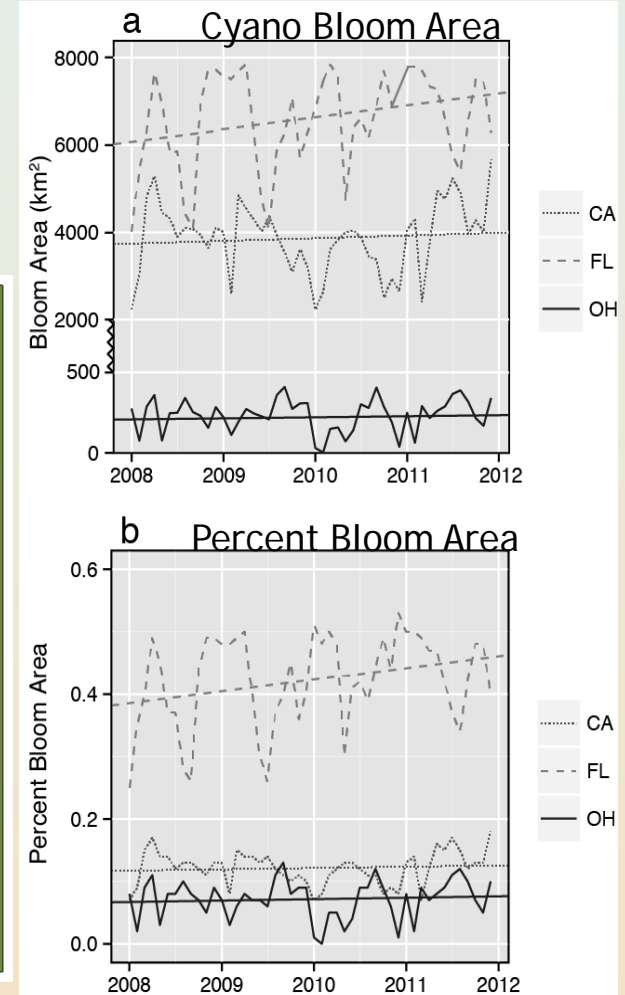 a Cyano Bloom Area
Bloom Area (km²)
8000
6000
4000
2000
500
0
2008 2009 2010 2011 2012
CA
FL
OH
b Percent Bloom Area
Percent Bloom Area
0.6
0.4
0.2
0.0
2008 2009 2010 2011 2012
CA
FL
OH